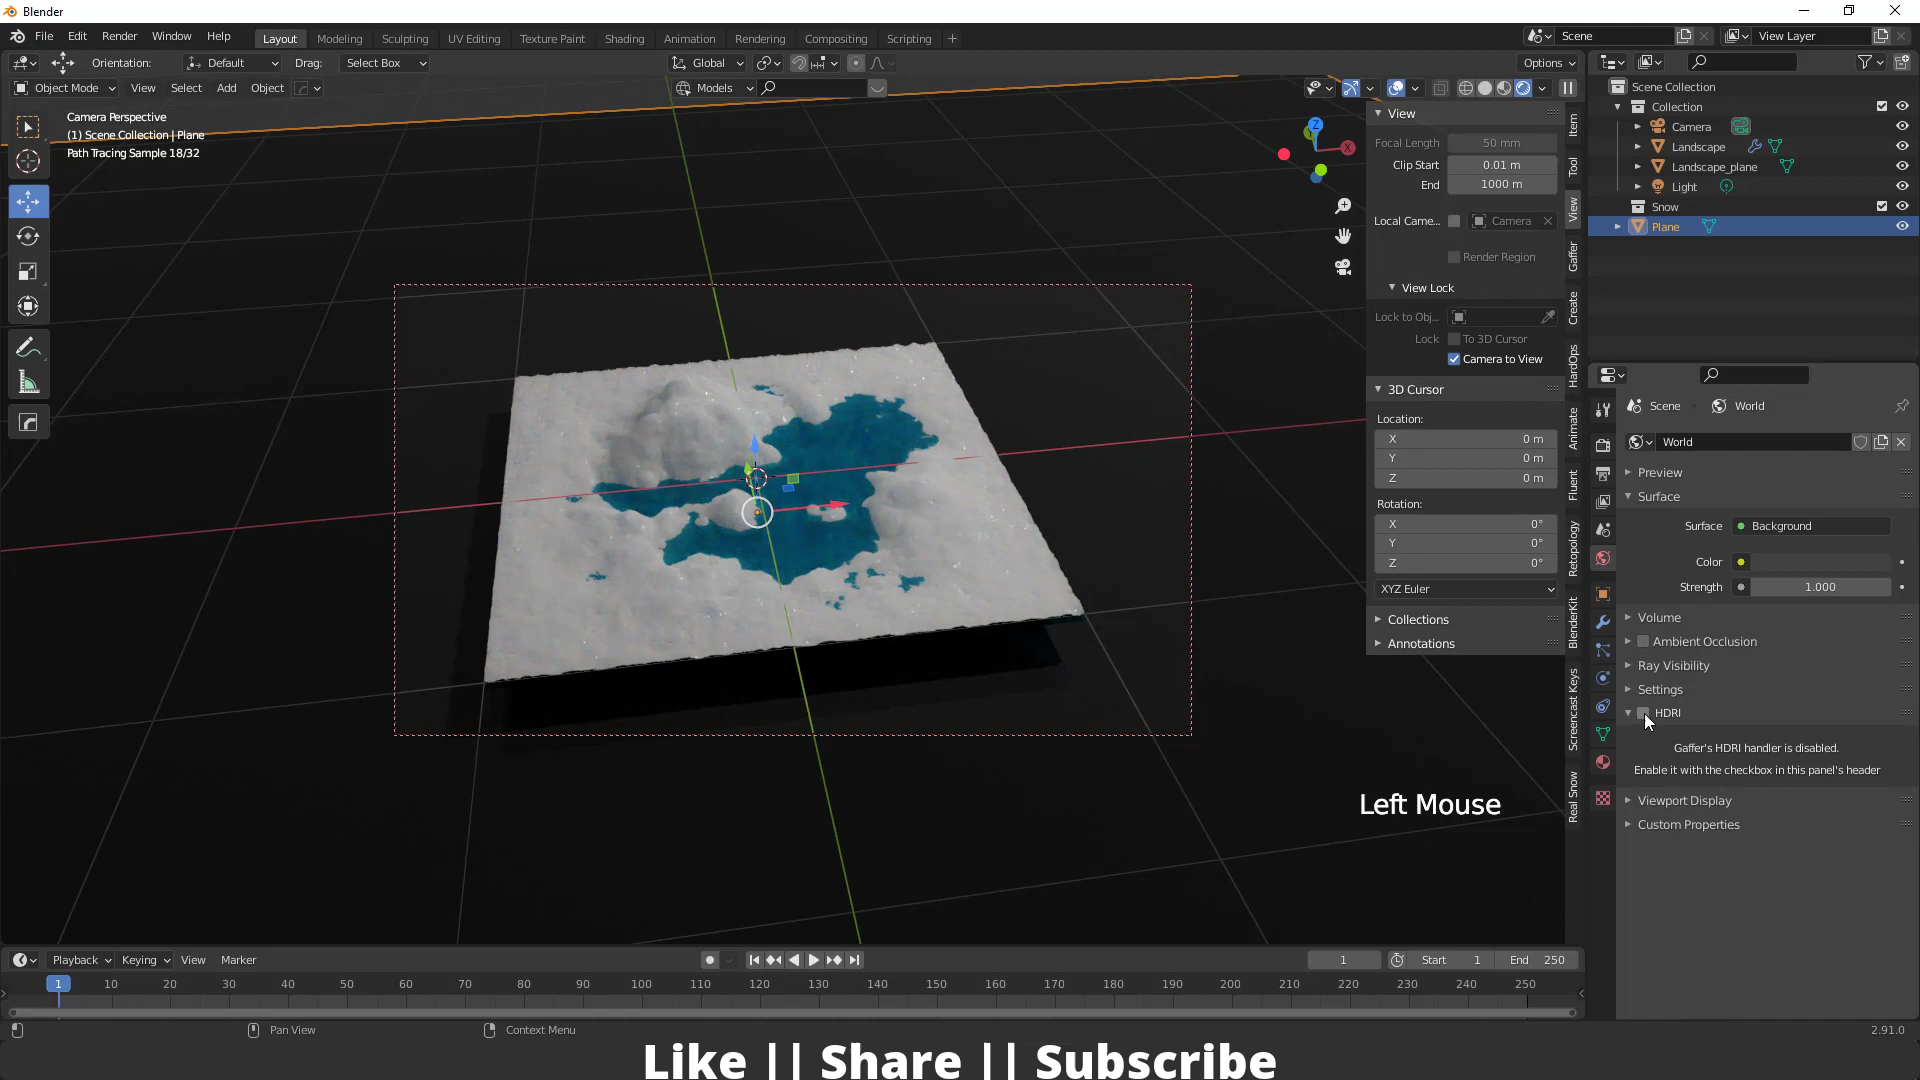 Blender
File Edit Render Window Help
Layout Modeling Sculpting UV Editing Texture Paint Shading Animation Rendering Compositing Scripting +
Scene
View Layer
Orientation: Default Drag: Select Box
Global
Options
Object Mode View Select Add Object
Models
Camera Perspective
(1) Scene Collection | Plane
Path Tracing Sample 18/32
Z
X
View
Focal Length 50 mm
Clip Start 0.01 m
End 1000 m
Local Came... Camera
Render Region
View Lock
Lock to Obj...
Lock To 3D Cursor
Camera to View
3D Cursor
Location:
X 0 m
Y 0 m
Z 0 m
Rotation:
X 0°
Y 0°
Z 0°
XYZ Euler
Collections
Annotations
Item
Tool
View
Gaffer
Create
HardOps
Animate
Fluent
Retopology
BlenderKit
Screencast Keys
Real Snow
Scene Collection
Collection
Camera
Landscape
Landscape_plane
Light
Snow
Plane
Scene World
World
Preview
Surface
Surface Background
Color
Strength 1.000
Volume
Ambient Occlusion
Ray Visibility
Settings
HDRI
Gaffer's HDRI handler is disabled.
Enable it with the checkbox in this panel's header
Viewport Display
Custom Properties
Left Mouse
Playback Keying View Marker
1 Start 1 End 250
1 10 20 30 40 50 60 70 80 90 100 110 120 130 140 150 160 170 180 190 200 210 220 230 240 250
Pan View Context Menu
2.91.0
Like || Share || Subscribe